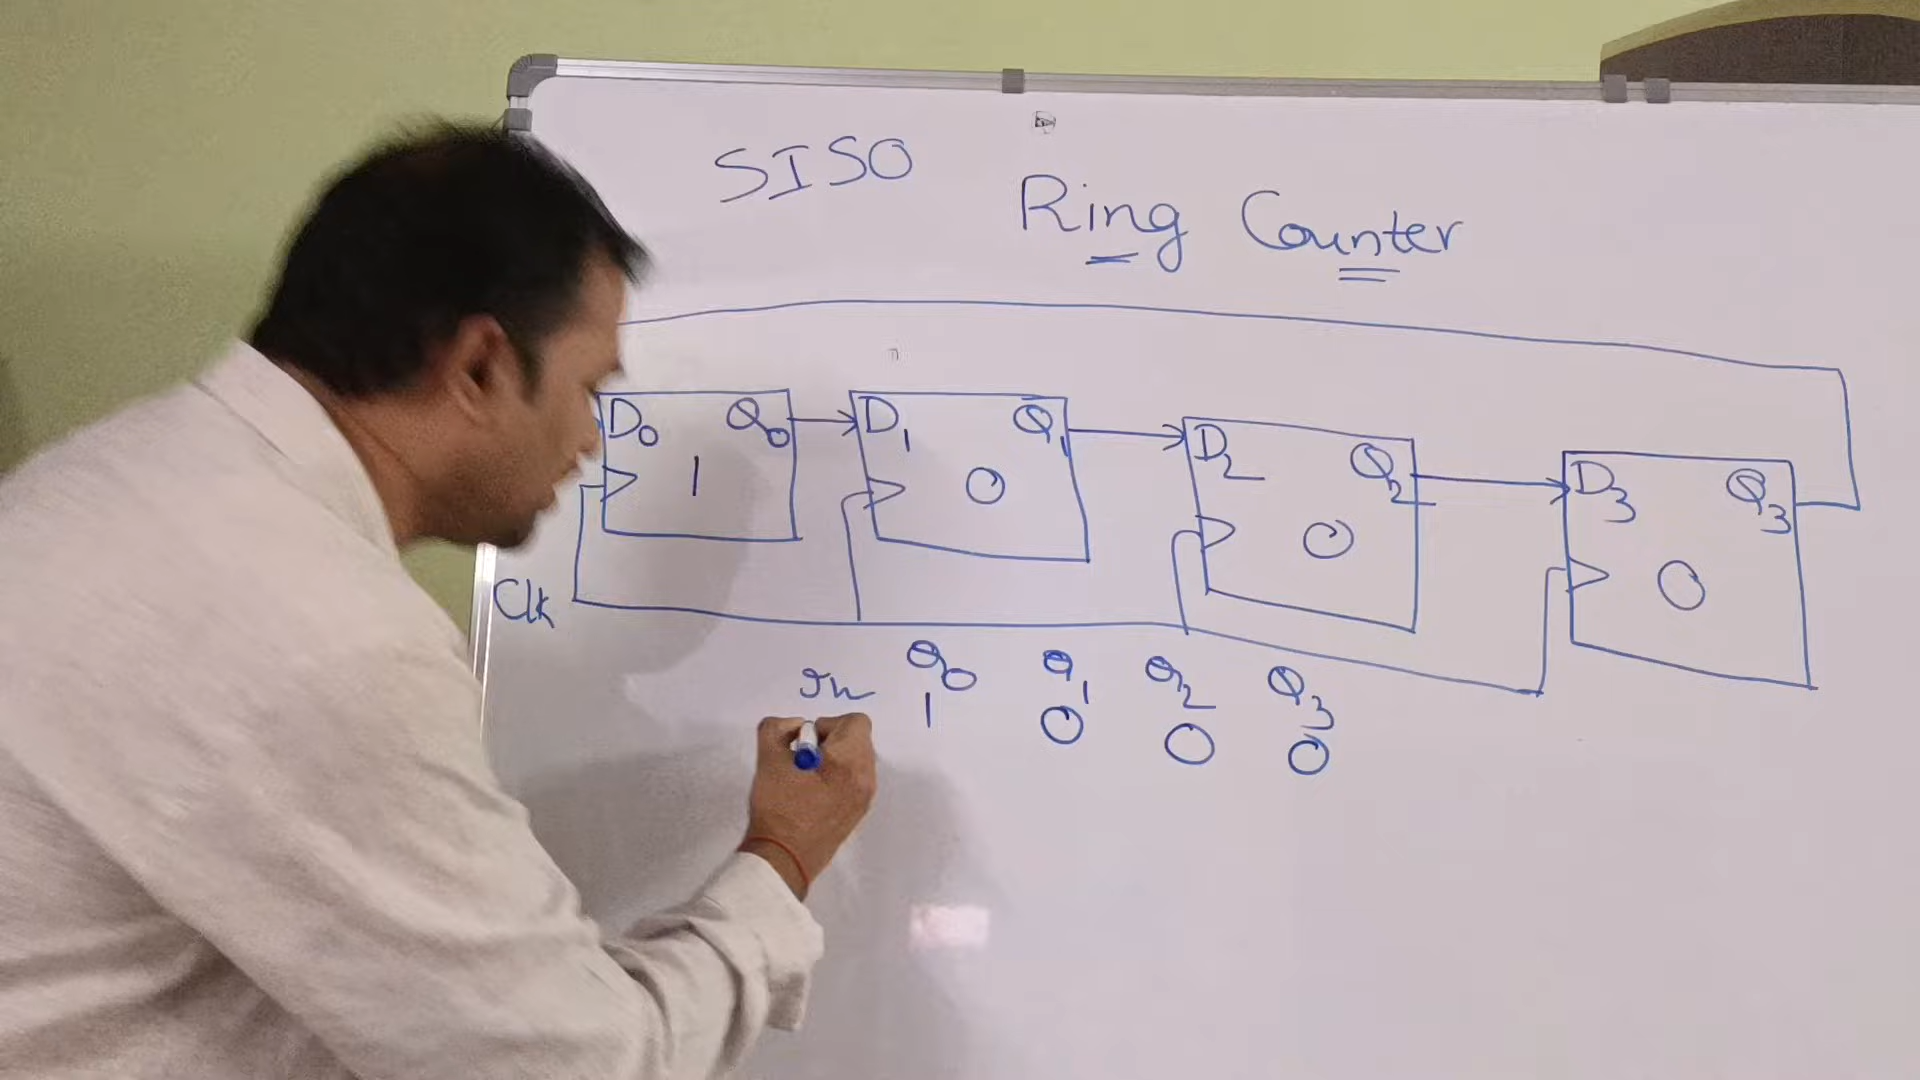 SISO
Ring Counter
D0 Q0 D1 Q1 D2 Q2 D3 Q3
1 0 0 0
Clk
Q0 Q1 Q2 Q3
1 0 0 0